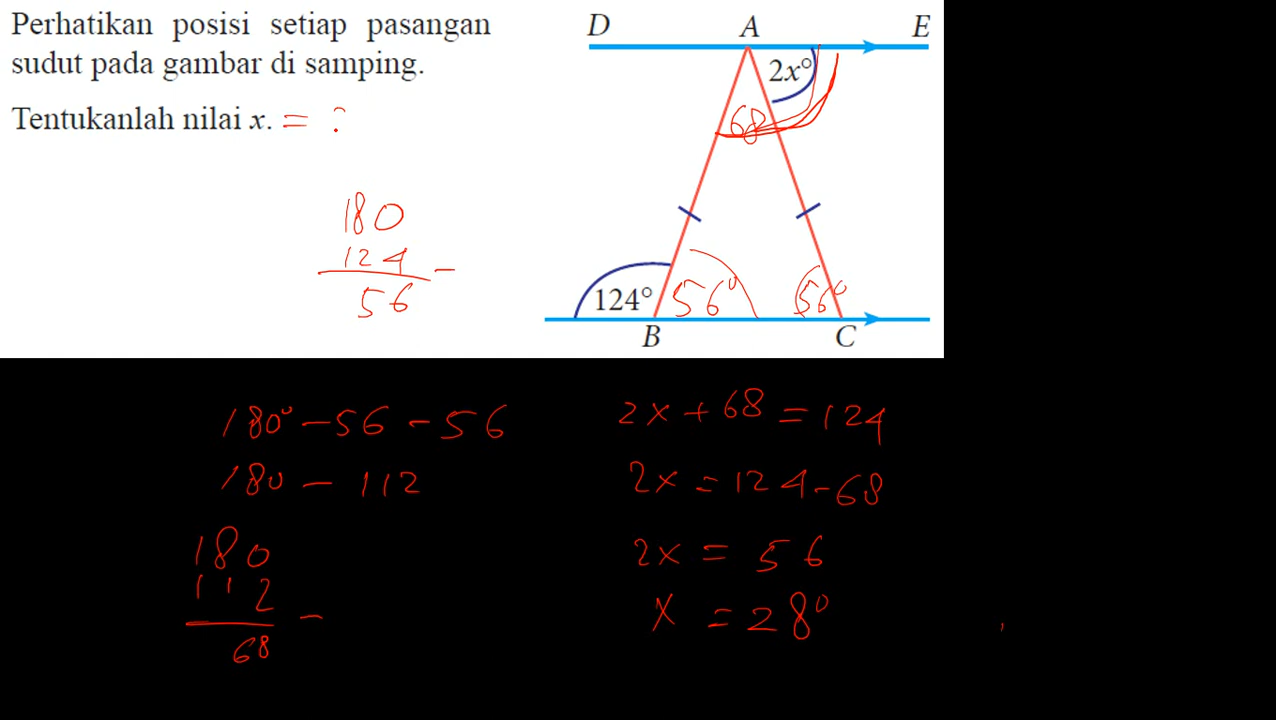 Perhatikan posisi setiap pasangan
sudut pada gambar di samping.
Tentukanlah nilai x. = ?
180
124 -
56
D A E
2x°
68
124° 56° 56°
B C
180° - 56 - 56
180 - 112
180
112 -
68
2x + 68 = 124
2x = 124 - 68
2x = 56
x = 28°